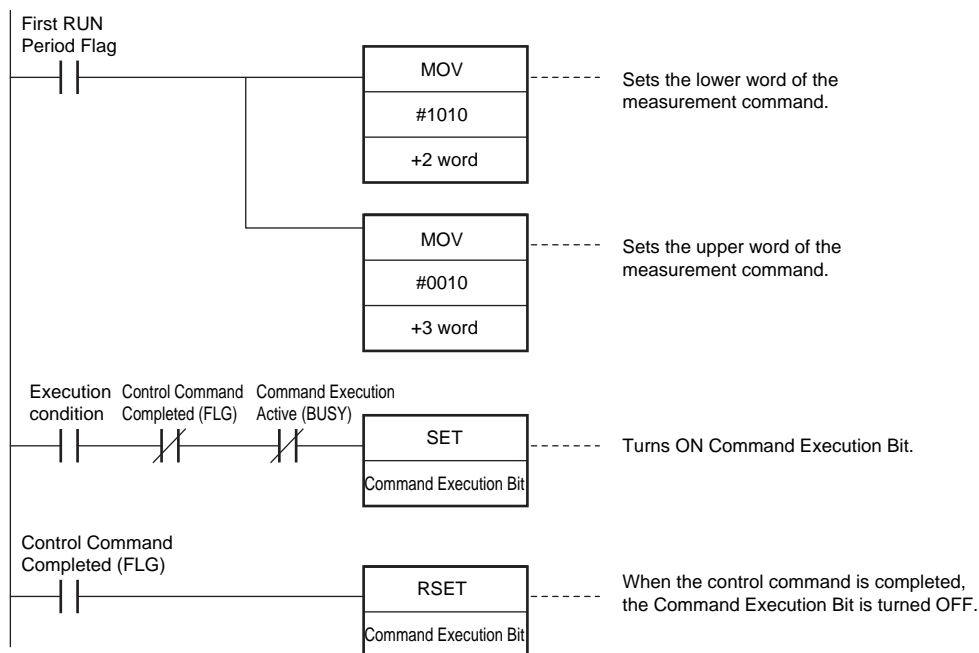 First RUN
Period Flag
MOV
#1010
+2 word
Sets the lower word of the
measurement command.
MOV
#0010
+3 word
Sets the upper word of the
measurement command.
Execution
condition
Control Command
Completed (FLG)
Command Execution
Active (BUSY)
SET
Command Execution Bit
Turns ON Command Execution Bit.
Control Command
Completed (FLG)
RSET
Command Execution Bit
When the control command is completed,
the Command Execution Bit is turned OFF.